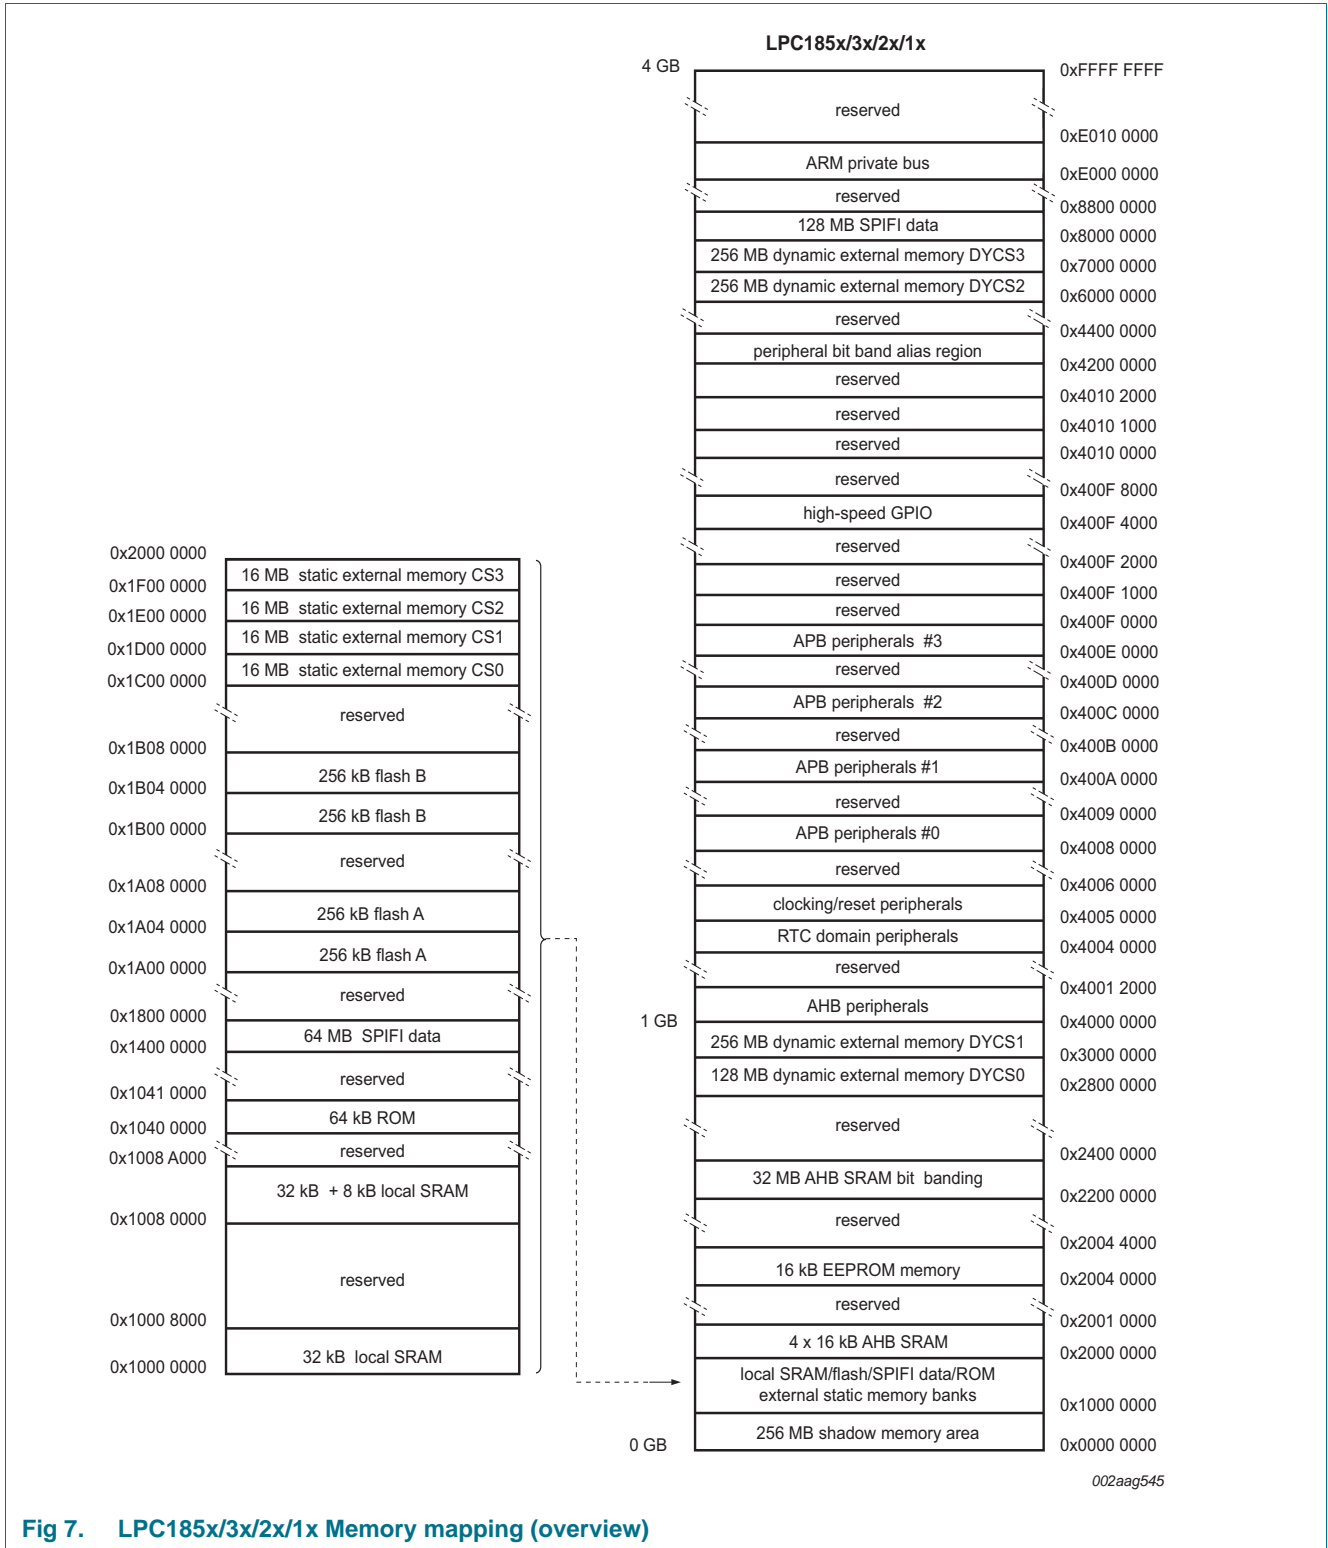 LPC185x/3x/2x/1x
4 GB
0xFFFF FFFF
reserved
0xE010 0000
ARM private bus
0xE000 0000
reserved
0x8800 0000
128 MB SPIFI data
0x8000 0000
256 MB dynamic external memory DYCS3
0x7000 0000
256 MB dynamic external memory DYCS2
0x6000 0000
reserved
0x4400 0000
peripheral bit band alias region
0x4200 0000
reserved
0x4010 2000
reserved
0x4010 1000
reserved
0x4010 0000
reserved
0x400F 8000
high-speed GPIO
0x400F 4000
reserved
0x400F 2000
reserved
0x400F 1000
reserved
0x400F 0000
APB peripherals #3
0x400E 0000
reserved
0x400D 0000
APB peripherals #2
0x400C 0000
reserved
0x400B 0000
APB peripherals #1
0x400A 0000
reserved
0x4009 0000
APB peripherals #0
0x4008 0000
reserved
0x4006 0000
clocking/reset peripherals
0x4005 0000
RTC domain peripherals
0x4004 0000
reserved
0x4001 2000
AHB peripherals
1 GB
0x4000 0000
256 MB dynamic external memory DYCS1
0x3000 0000
128 MB dynamic external memory DYCS0
0x2800 0000
reserved
0x2400 0000
32 MB AHB SRAM bit banding
0x2200 0000
reserved
0x2004 4000
16 kB EEPROM memory
0x2004 0000
reserved
0x2001 0000
4 x 16 kB AHB SRAM
0x2000 0000
local SRAM/flash/SPIFI data/ROM
external static memory banks
0x1000 0000
256 MB shadow memory area
0 GB
0x0000 0000
0x2000 0000
16 MB static external memory CS3
0x1F00 0000
16 MB static external memory CS2
0x1E00 0000
16 MB static external memory CS1
0x1D00 0000
16 MB static external memory CS0
0x1C00 0000
reserved
0x1B08 0000
256 kB flash B
0x1B04 0000
256 kB flash B
0x1B00 0000
reserved
0x1A08 0000
256 kB flash A
0x1A04 0000
256 kB flash A
0x1A00 0000
reserved
0x1800 0000
64 MB SPIFI data
0x1400 0000
reserved
0x1041 0000
64 kB ROM
0x1040 0000
reserved
0x1008 A000
32 kB + 8 kB local SRAM
0x1008 0000
reserved
0x1000 8000
32 kB local SRAM
0x1000 0000
002aag545
Fig 7. LPC185x/3x/2x/1x Memory mapping (overview)